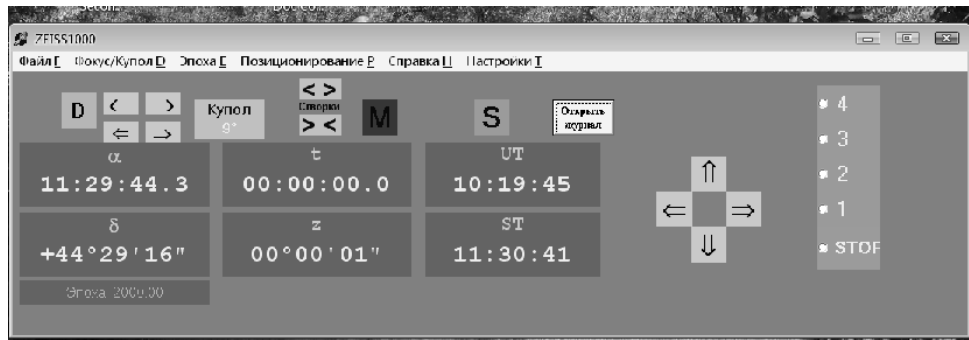 ZEISS1000
Файл F Фокус/Купол D Эпоха E Позиционирование P Справка H Настройки T
D < > Купол 9° < > Створки > < M S Открыть журнал
⇐ ⇒
4
3
2
1
STOP
α t UT
11:29:44.3 00:00:00.0 10:19:45
⇑
⇐ ⇒
⇓
δ z ST
+44°29'16" 00°00'01" 11:30:41
Эпоха 2000.00